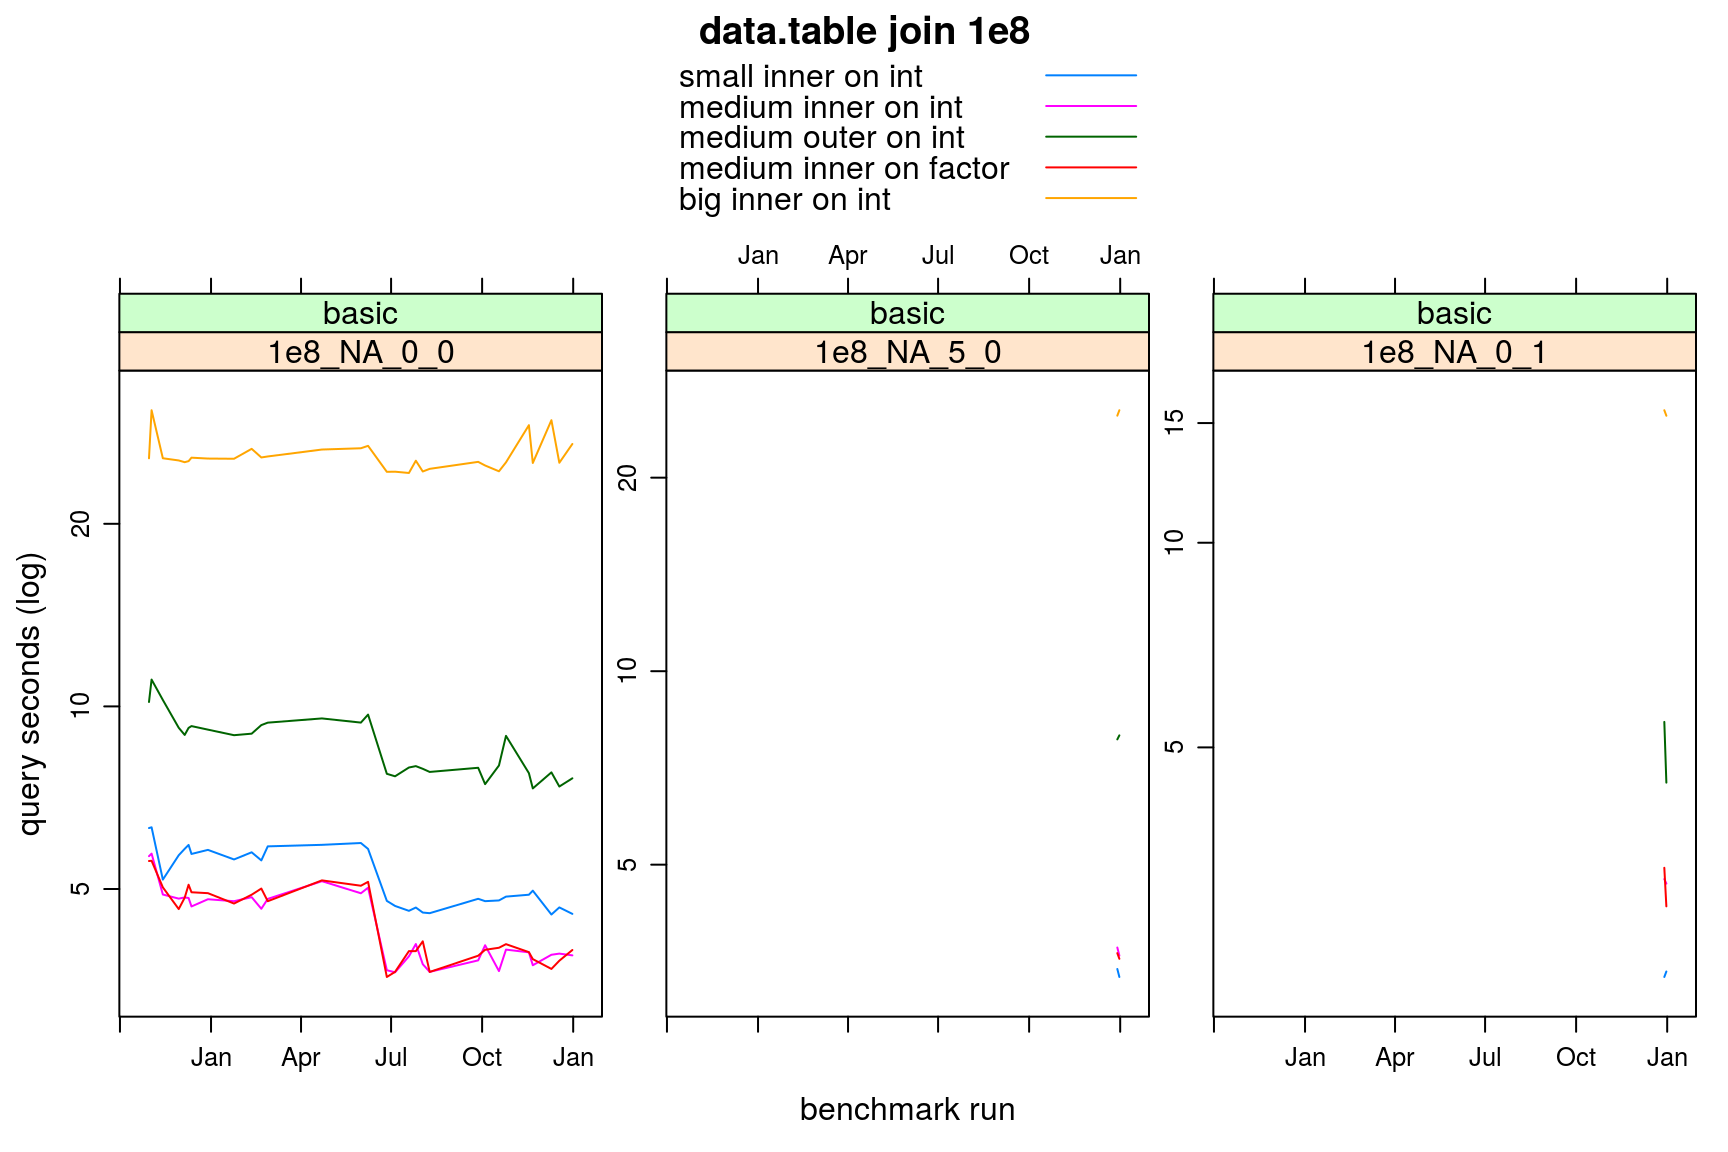 data.table join 1e8
small inner on int
medium inner on int
medium outer on int
medium inner on factor
big inner on int
Jan Apr Jul Oct Jan
basic basic basic
1e8_NA_0_0 1e8_NA_5_0 1e8_NA_0_1
query seconds (log)
20
10
5
20
10
5
15
10
5
Jan Apr Jul Oct Jan
Jan Apr Jul Oct Jan
benchmark run